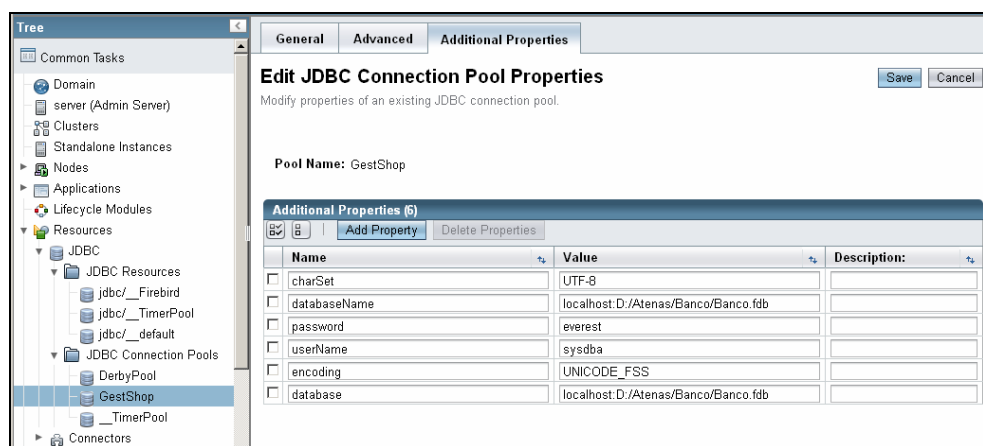 Tree
Common Tasks
Domain
server (Admin Server)
Clusters
Standalone Instances
Nodes
Applications
Lifecycle Modules
Resources
JDBC
JDBC Resources
jdbc/__Firebird
jdbc/__TimerPool
jdbc/__default
JDBC Connection Pools
DerbyPool
GestShop
__TimerPool
Connectors
General Advanced Additional Properties
Edit JDBC Connection Pool Properties Save Cancel
Modify properties of an existing JDBC connection pool.
Pool Name: GestShop
Additional Properties (6)
Add Property Delete Properties
Name Value Description:
charSet UTF-8
databaseName localhost:D:/Atenas/Banco/Banco.fdb
password everest
userName sysdba
encoding UNICODE_FSS
database localhost:D:/Atenas/Banco/Banco.fdb